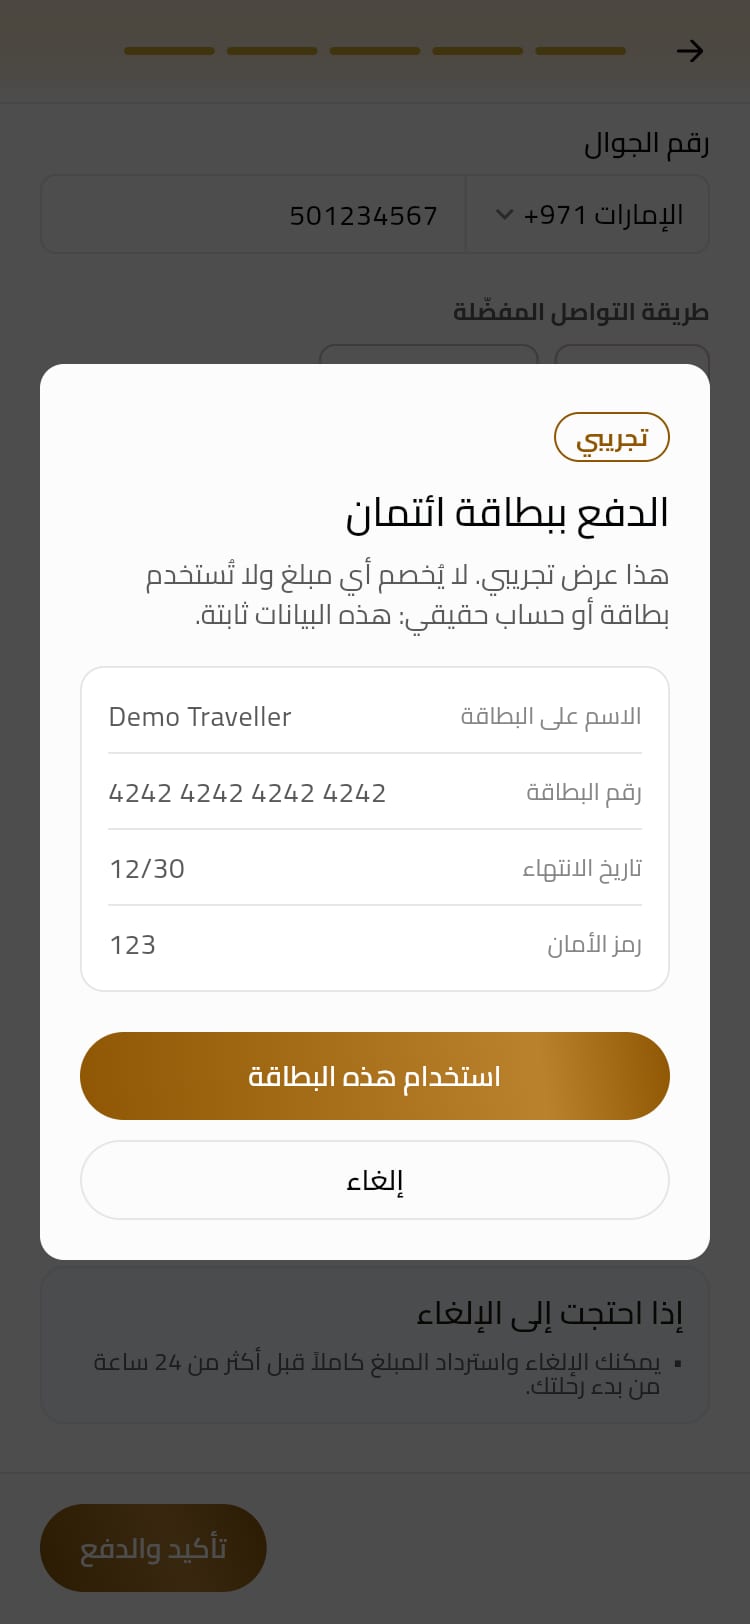 رقم الجوال
الإمارات 971+
501234567
طريقة التواصل المفضّلة
تجريبي
الدفع ببطاقة ائتمان
هذا عرض تجريبي. لا يُخصم أي مبلغ ولا تُستخدم
بطاقة أو حساب حقيقي: هذه البيانات ثابتة.
الاسم على البطاقة
Demo Traveller
رقم البطاقة
4242 4242 4242 4242
تاريخ الانتهاء
12/30
رمز الأمان
123
استخدام هذه البطاقة
إلغاء
إذا احتجت إلى الإلغاء
▪ يمكنك الإلغاء واسترداد المبلغ كاملاً قبل أكثر من 24 ساعة
من بدء رحلتك.
تأكيد والدفع